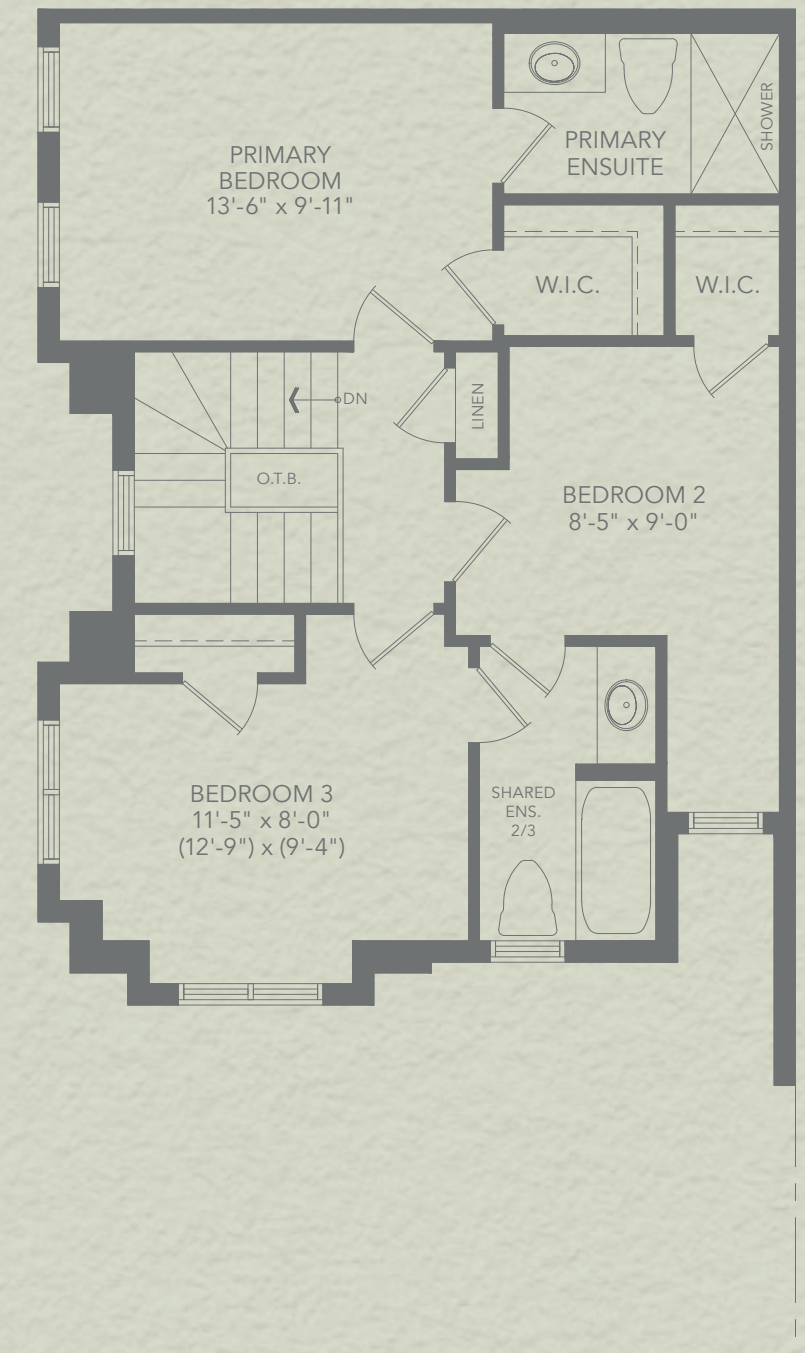 PRIMARY
BEDROOM
13'-6" x 9'-11"
PRIMARY
ENSUITE
SHOWER
W.I.C.
W.I.C.
DN
LINEN
O.T.B.
BEDROOM 2
8'-5" x 9'-0"
BEDROOM 3
11'-5" x 8'-0"
(12'-9") x (9'-4")
SHARED
ENS.
2/3